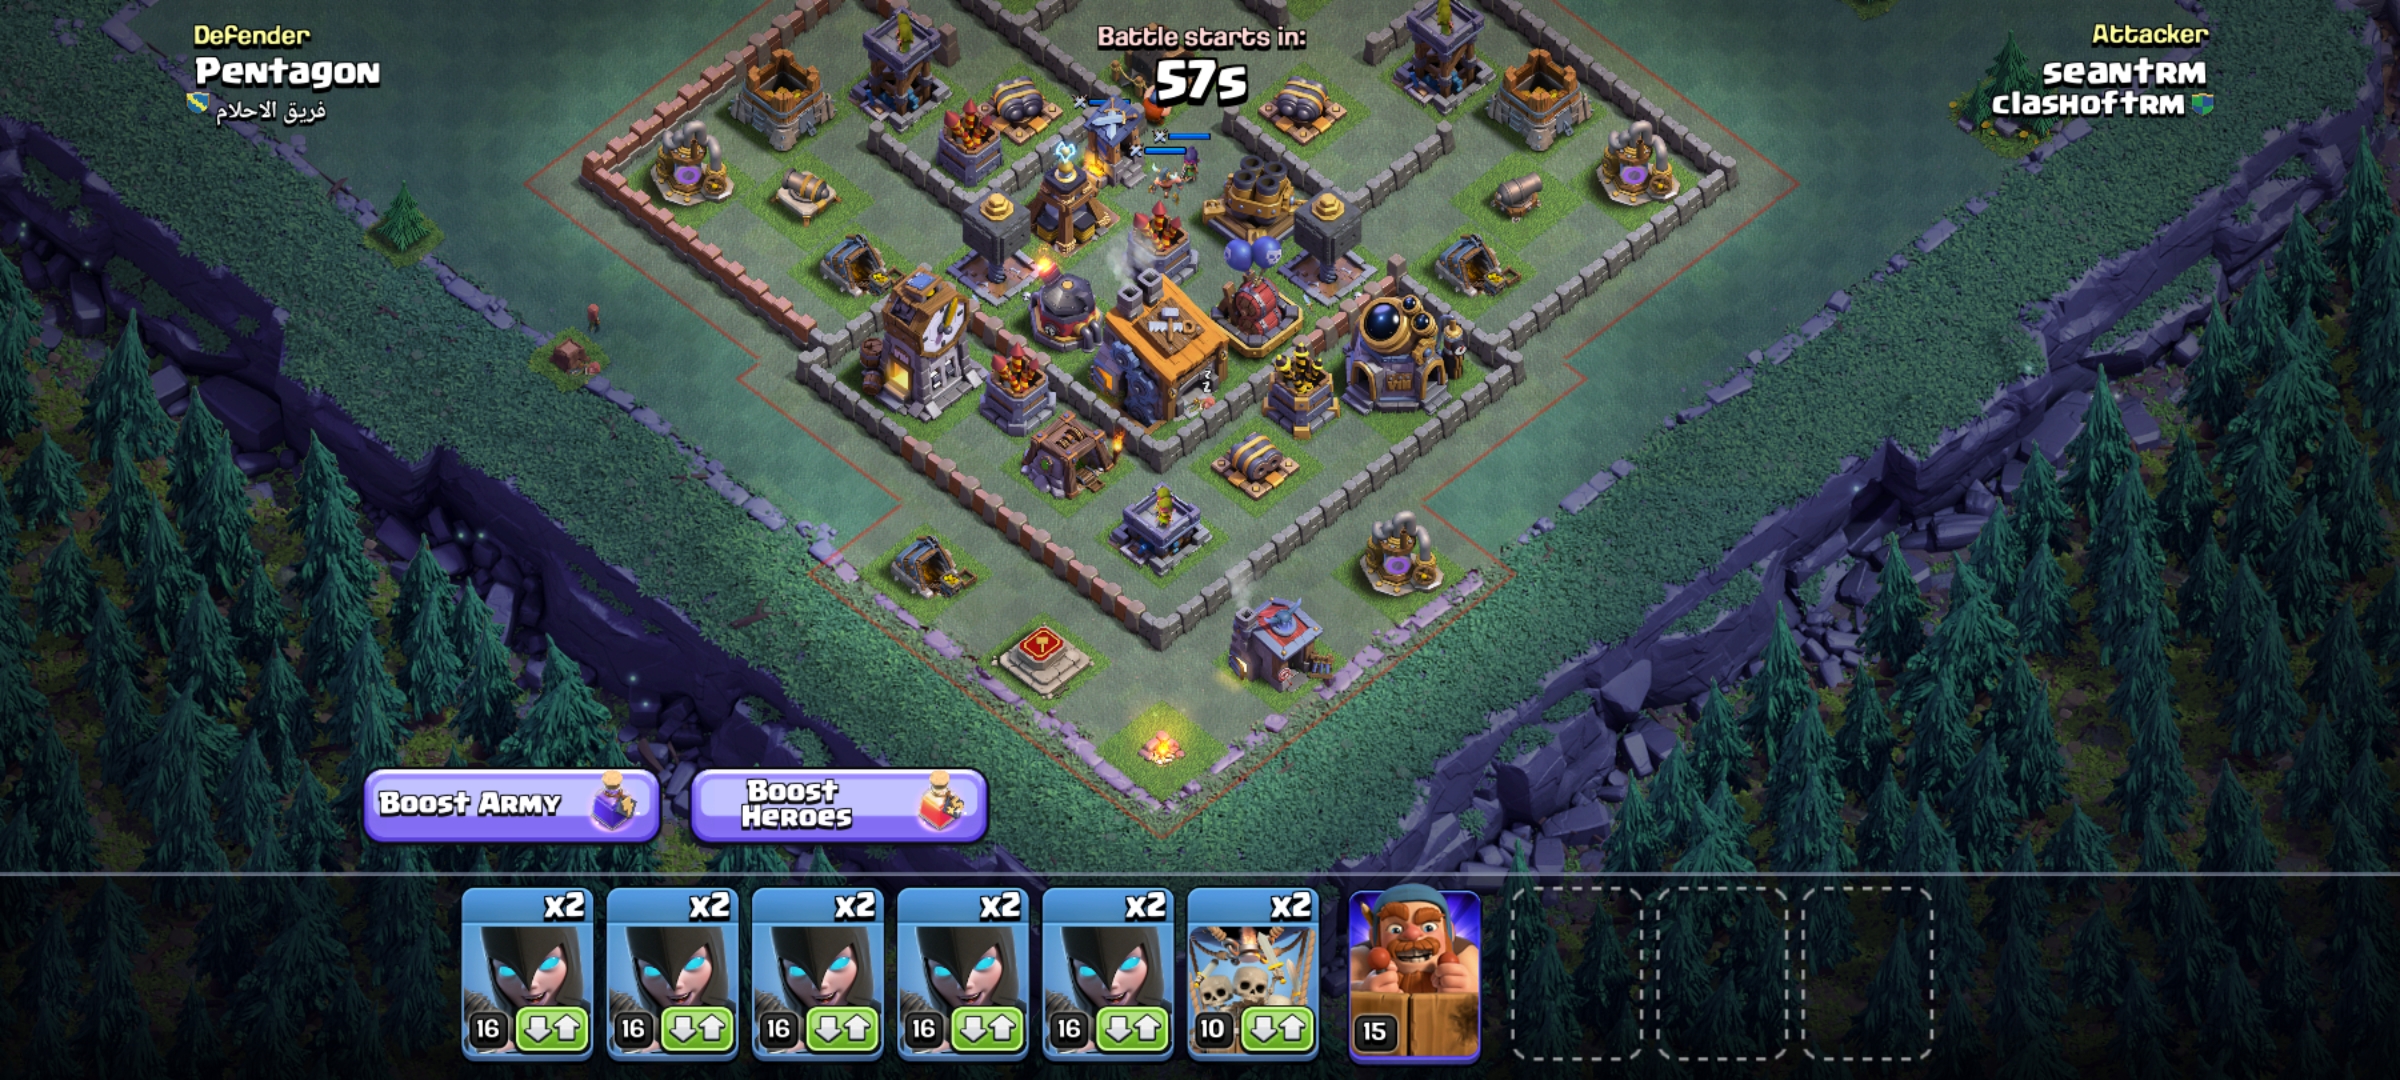 Defender
Pentagon
فريق الاحلام
Battle starts in:
57s
Attacker
seantRM
clashoftRM
Boost Army
Boost
Heroes
x2
x2
x2
x2
x2
x2
16
16
16
16
16
10
15